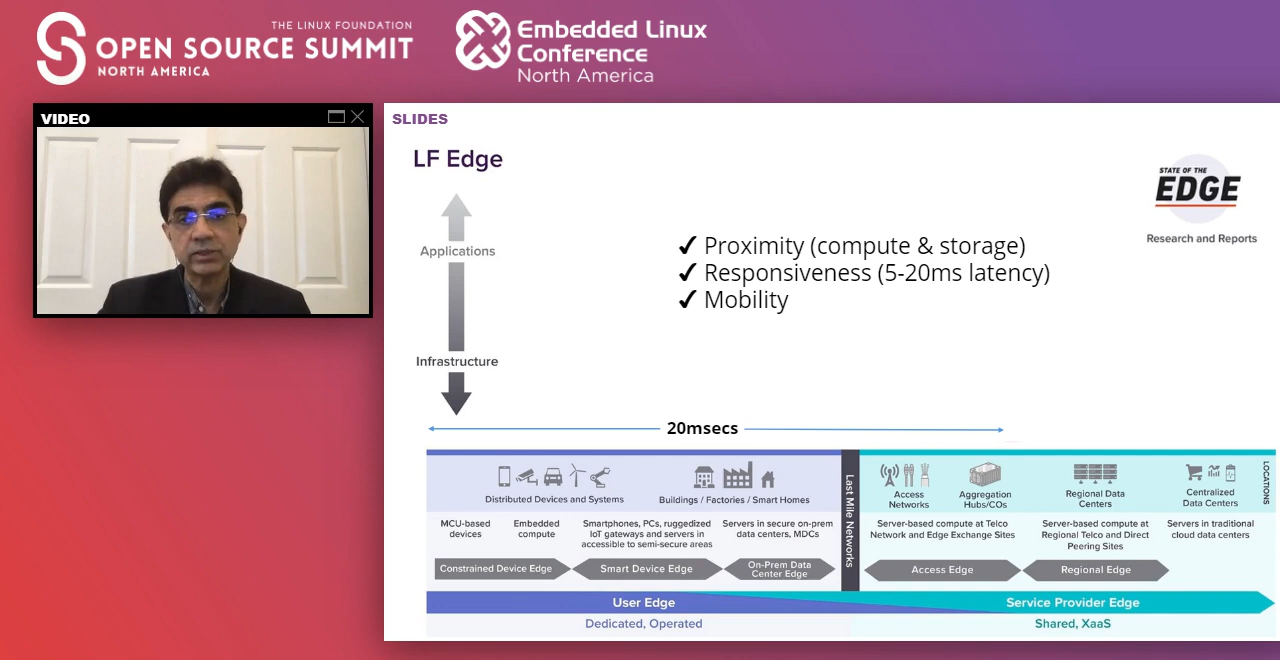 THE LINUX FOUNDATION
OPEN SOURCE SUMMIT
NORTH AMERICA
Embedded Linux
Conference
North America
VIDEO
SLIDES
LF Edge
STATE OF THE
EDGE
Research and Reports
Applications
Infrastructure
✔ Proximity (compute & storage)
✔ Responsiveness (5-20ms latency)
✔ Mobility
20msecs
Distributed Devices and Systems
Buildings / Factories / Smart Homes
Last Mile Networks
Access
Networks
Aggregation
Hubs/COs
Regional Data
Centers
Centralized
Data Centers
LOCATIONS
MCU-based
devices
Embedded
compute
Smartphones, PCs, ruggedized
IoT gateways and servers in
accessible to semi-secure areas
Servers in secure on-prem
data centers, MDCs
Server-based compute at Telco
Network and Edge Exchange Sites
Server-based compute at
Regional Telco and Direct
Peering Sites
Servers in traditional
cloud data centers
Constrained Device Edge
Smart Device Edge
On-Prem Data
Center Edge
Access Edge
Regional Edge
User Edge
Service Provider Edge
Dedicated, Operated
Shared, XaaS